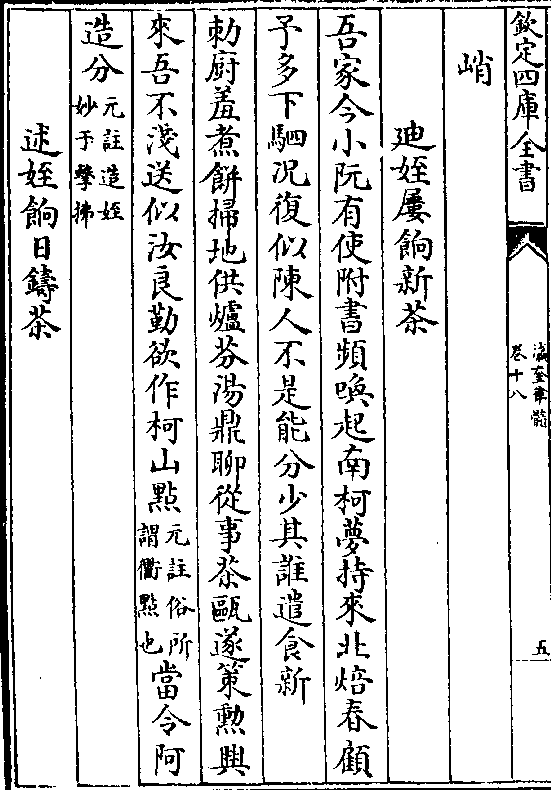 欽定四庫全書
瀛奎律髓
卷十八
五
峭
廸姪屢餉新茶
吾家今小阮有使附書頻喚起南柯夢持來北焙春顧
予多下駟况復似陳人不是能分少其誰遣食新
勅廚羞煮餅掃地供爐芬湯鼎聊從事茶甌遂策勲興
來吾不淺送似汝良勤欲作柯山點元註俗所謂衢點也當令阿
造分元註造姪妙于擊拂
述姪餉日鑄茶